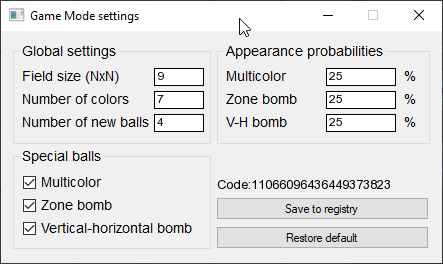 Game Mode settings
Global settings
Field size (NxN) 9
Number of colors 7
Number of new balls 4
Appearance probabilities
Multicolor 25 %
Zone bomb 25 %
V-H bomb 25 %
Special balls
Multicolor
Zone bomb
Vertical-horizontal bomb
Code:11066096436449373823
Save to registry
Restore default